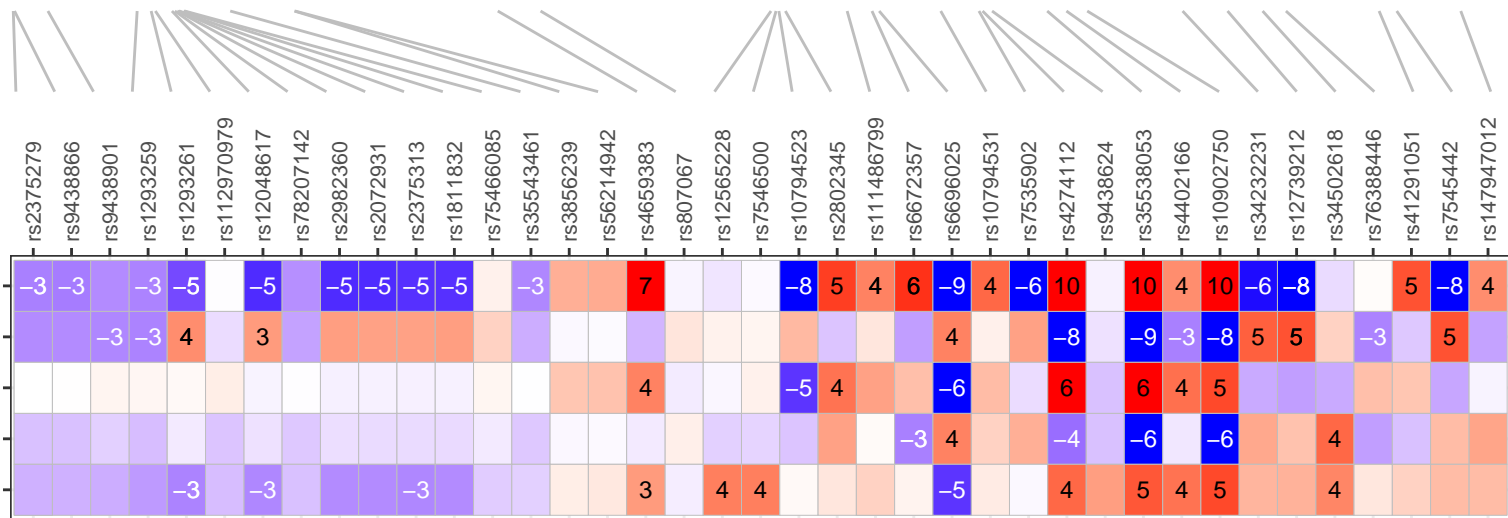 rs2375279
rs9438866
rs9438901
rs1293259
rs1293261
rs112970979
rs12048617
rs78207142
rs2982360
rs2072931
rs2375313
rs1811832
rs75466085
rs35543461
rs3856239
rs56214942
rs4659383
rs807067
rs12565228
rs7546500
rs10794523
rs2802345
rs111486799
rs6672357
rs6696025
rs10794531
rs7535902
rs4274112
rs9438624
rs35538053
rs4402166
rs10902750
rs34232231
rs12739212
rs34502618
rs76388446
rs41291051
rs7545442
rs147947012
−3 −3 −3 −5 −5 −5 −5 −5 −5 −3 7 −8 5 4 6 −9 4 −6 10 10 4 10 −6 −8 5 −8 4
−3 −3 4 3 4 −8 −9 −3 −8 5 5 −3 5
4 −5 4 −6 6 6 4 5
−3 4 −4 −6 −6 4
−3 −3 −3 3 4 4 −5 4 5 4 5 4